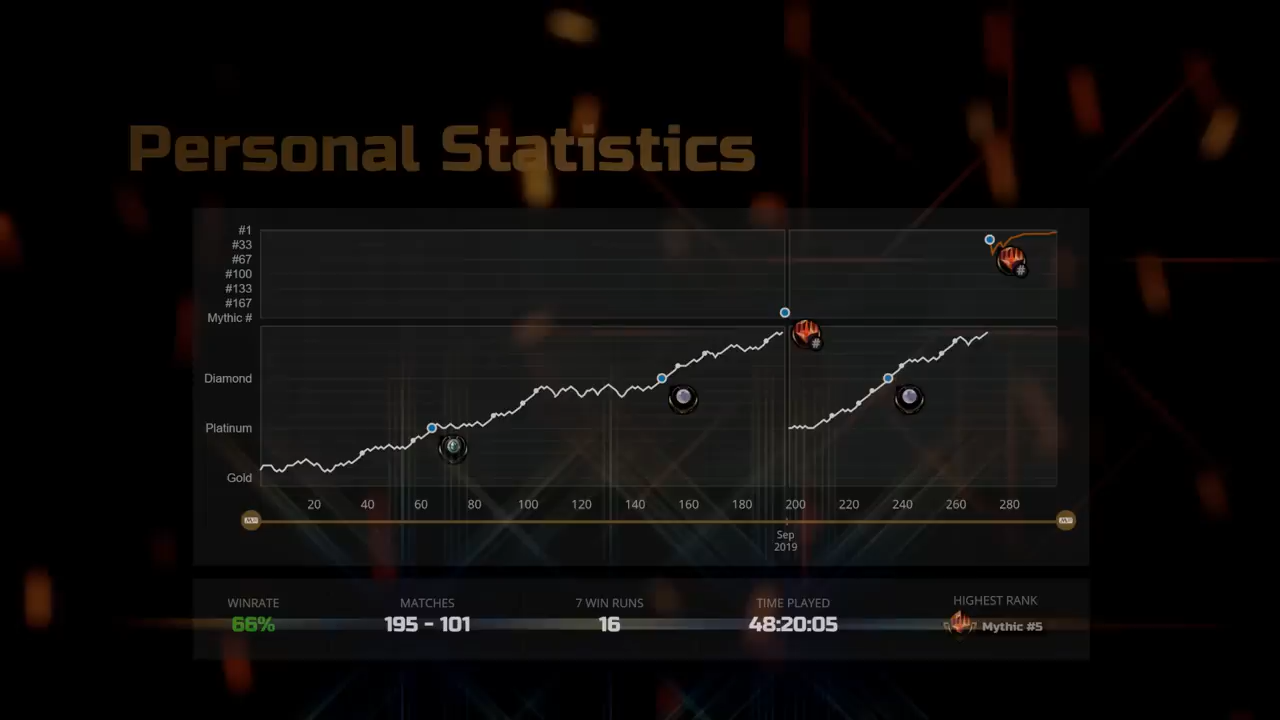 Personal Statistics
#1
#33
#67
#100
#133
#167
Mythic #
Diamond
Platinum
Gold
20 40 60 80 100 120 140 160 180 200 220 240 260 280
Sep
2019
WINRATE MATCHES 7 WIN RUNS TIME PLAYED HIGHEST RANK
66% 195 - 101 16 48:20:05 Mythic #5